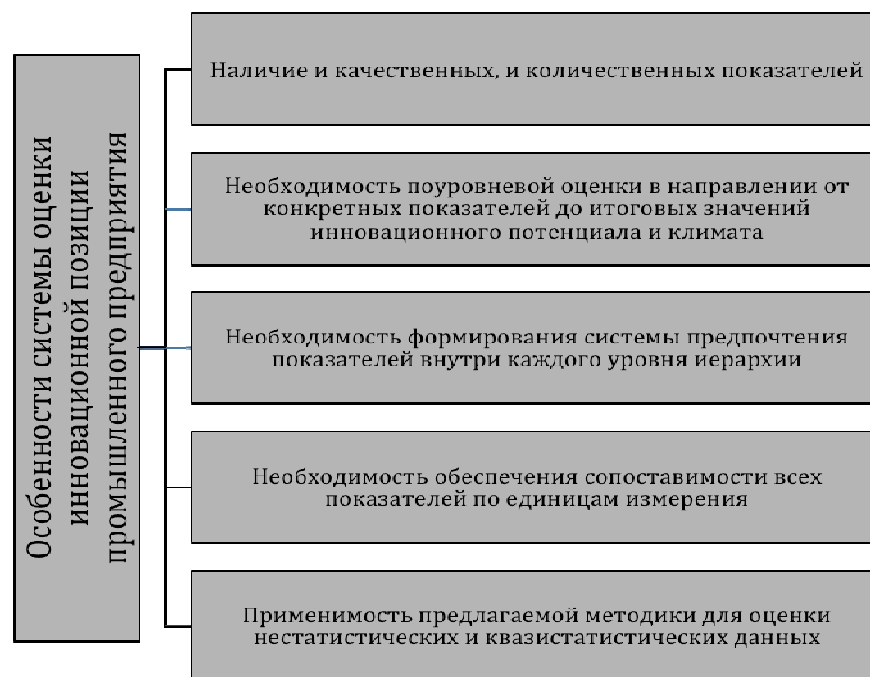 Особенности системы оценки
инновационной позиции
промышленного предприятия
Наличие и качественных, и количественных показателей
Необходимость поуровневой оценки в направлении от
конкретных показателей до итоговых значений
инновационного потенциала и климата
Необходимость формирования системы предпочтения
показателей внутри каждого уровня иерархии
Необходимость обеспечения сопоставимости всех
показателей по единицам измерения
Применимость предлагаемой методики для оценки
нестатистических и квазистатистических данных